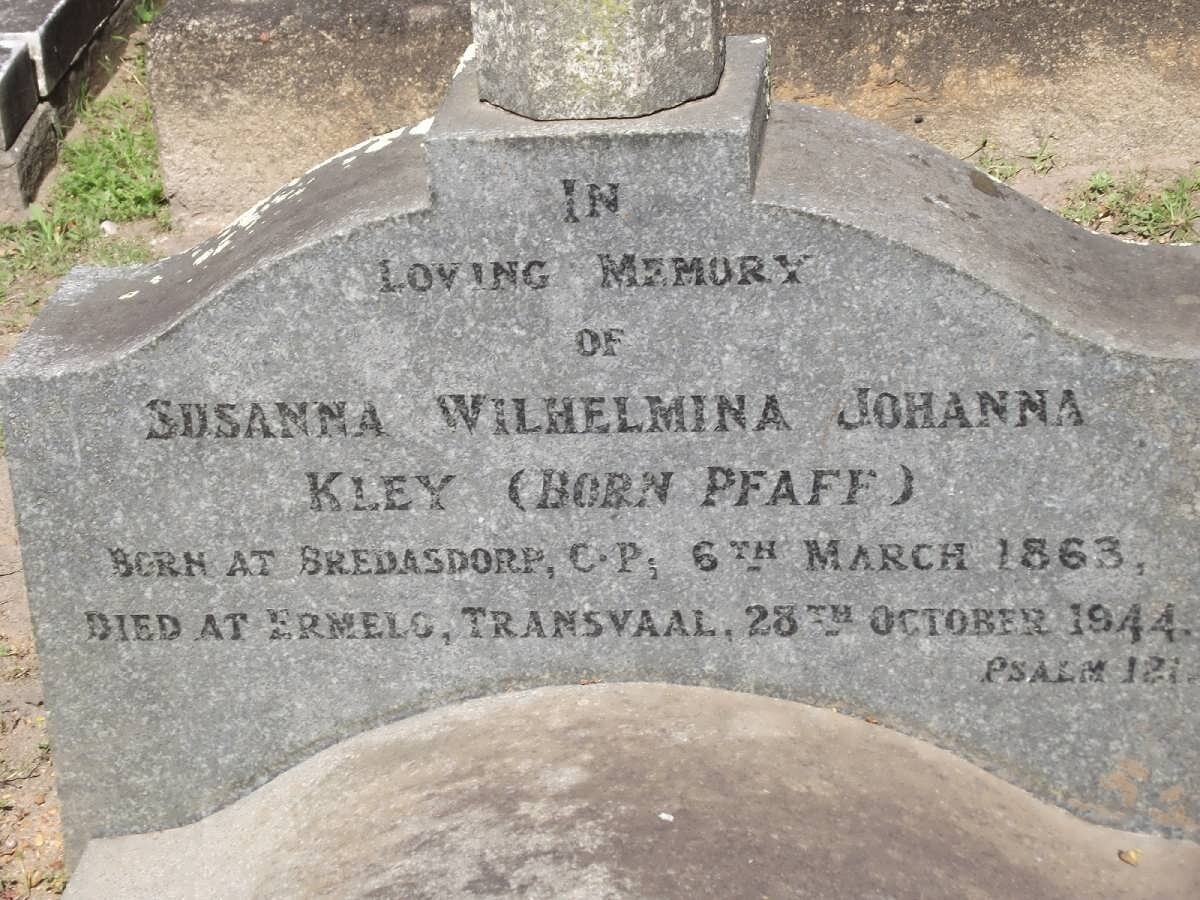 IN
LOVING MEMORY
OF
SUSANNA WILHELMINA JOHANNA
KLEY (BORN PFAFF)
BORN AT BREDASDORP, C.P; 6TH MARCH 1863,
DIED AT ERMELO, TRANSVAAL, 28TH OCTOBER 1944.
PSALM 121.